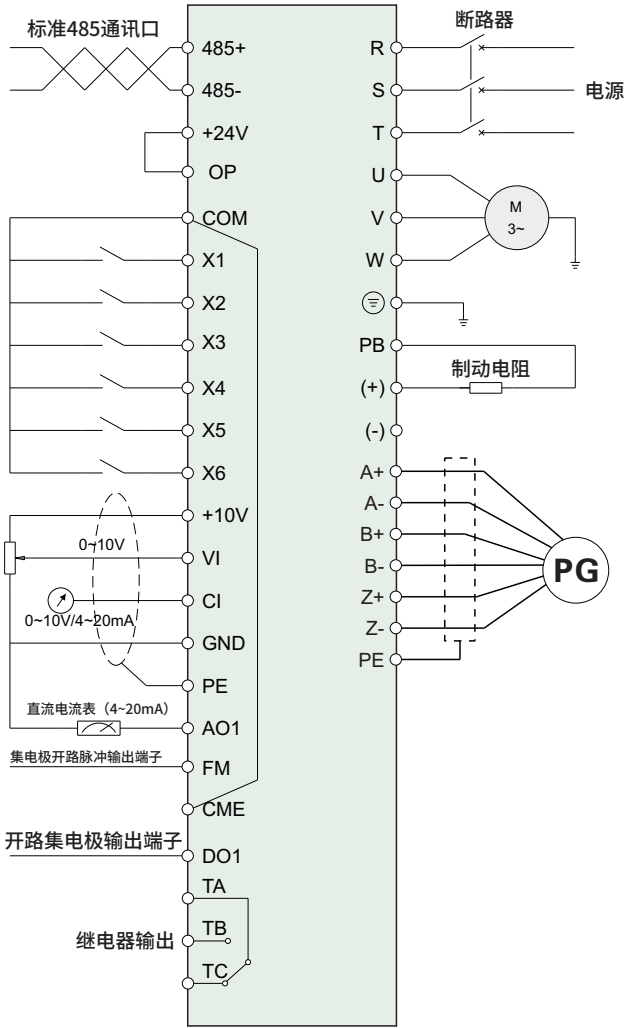 标准485通讯口
485+
485-
+24V
OP
COM
X1
X2
X3
X4
X5
X6
+10V
0~10V
VI
CI
0~10V/4~20mA
GND
PE
直流电流表（4~20mA）
AO1
集电极开路脉冲输出端子
FM
CME
开路集电极输出端子
DO1
TA
TB
继电器输出
TC
断路器
R
S
电源
T
U
V
W
M
3~
PB
制动电阻
(+)
(-)
A+
A-
B+
B-
Z+
Z-
PE
PG